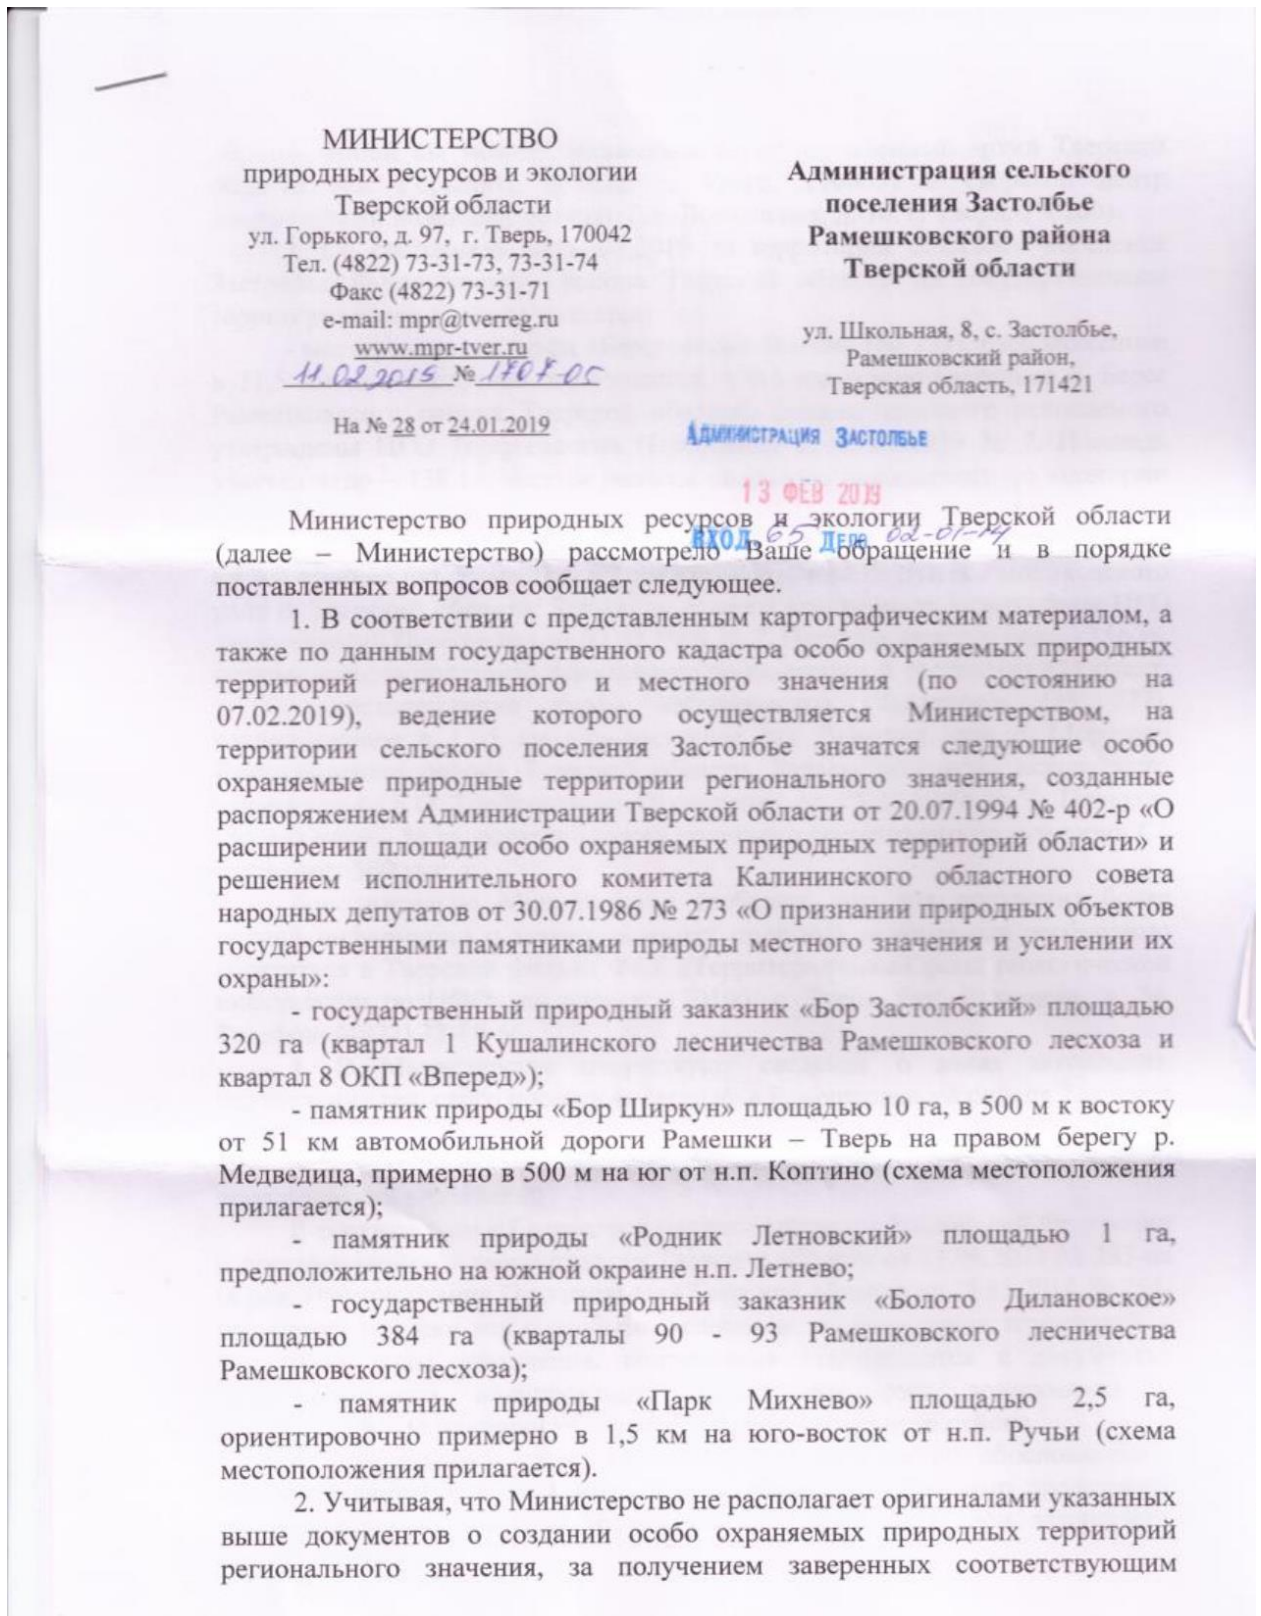 МИНИСТЕРСТВО
природных ресурсов и экологии
Тверской области
ул. Горького, д. 97, г. Тверь, 170042
Тел. (4822) 73-31-73, 73-31-74
Факс (4822) 73-31-71
e-mail: mpr@tverreg.ru
www.mpr-tver.ru
11.02.2019 № 1707-05
На № 28 от 24.01.2019
Администрация сельского
поселения Застолбье
Рамешковского района
Тверской области
ул. Школьная, 8, с. Застолбье,
Рамешковский район,
Тверская область, 171421
Администрация Застолбье
13 ФЕВ 2019
ВХОД. 65 Дело 02-01-14
Министерство природных ресурсов и экологии Тверской области
(далее – Министерство) рассмотрело Ваше обращение и в порядке
поставленных вопросов сообщает следующее.
1. В соответствии с представленным картографическим материалом, а
также по данным государственного кадастра особо охраняемых природных
территорий регионального и местного значения (по состоянию на
07.02.2019), ведение которого осуществляется Министерством, на
территории сельского поселения Застолбье значатся следующие особо
охраняемые природные территории регионального значения, созданные
распоряжением Администрации Тверской области от 20.07.1994 № 402-р «О
расширении площади особо охраняемых природных территорий области» и
решением исполнительного комитета Калининского областного совета
народных депутатов от 30.07.1986 № 273 «О признании природных объектов
государственными памятниками природы местного значения и усилении их
охраны»:
- государственный природный заказник «Бор Застолбский» площадью
320 га (квартал 1 Кушалинского лесничества Рамешковского лесхоза и
квартал 8 ОКП «Вперед»);
- памятник природы «Бор Ширкун» площадью 10 га, в 500 м к востоку
от 51 км автомобильной дороги Рамешки – Тверь на правом берегу р.
Медведица, примерно в 500 м на юг от н.п. Коптино (схема местоположения
прилагается);
- памятник природы «Родник Летновский» площадью 1 га,
предположительно на южной окраине н.п. Летнево;
- государственный природный заказник «Болото Дилановское»
площадью 384 га (кварталы 90 - 93 Рамешковского лесничества
Рамешковского лесхоза);
- памятник природы «Парк Михнево» площадью 2,5 га,
ориентировочно примерно в 1,5 км на юго-восток от н.п. Ручьи (схема
местоположения прилагается).
2. Учитывая, что Министерство не располагает оригиналами указанных
выше документов о создании особо охраняемых природных территорий
регионального значения, за получением заверенных соответствующим